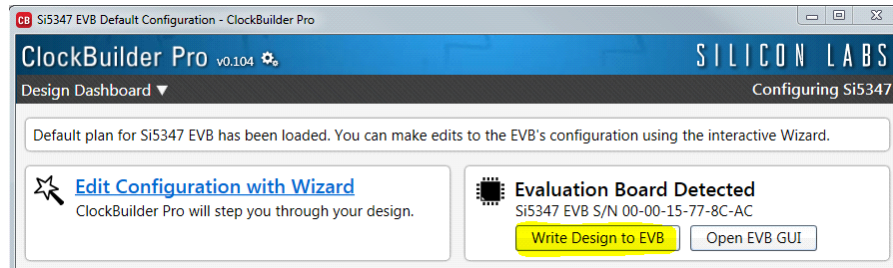 CB Si5347 EVB Default Configuration - ClockBuilder Pro
ClockBuilder Pro v0.104
SILICON LABS
Design Dashboard ▼
Configuring Si5347
Default plan for Si5347 EVB has been loaded. You can make edits to the EVB's configuration using the interactive Wizard.
Edit Configuration with Wizard
ClockBuilder Pro will step you through your design.
Evaluation Board Detected
Si5347 EVB S/N 00-00-15-77-8C-AC
Write Design to EVB
Open EVB GUI